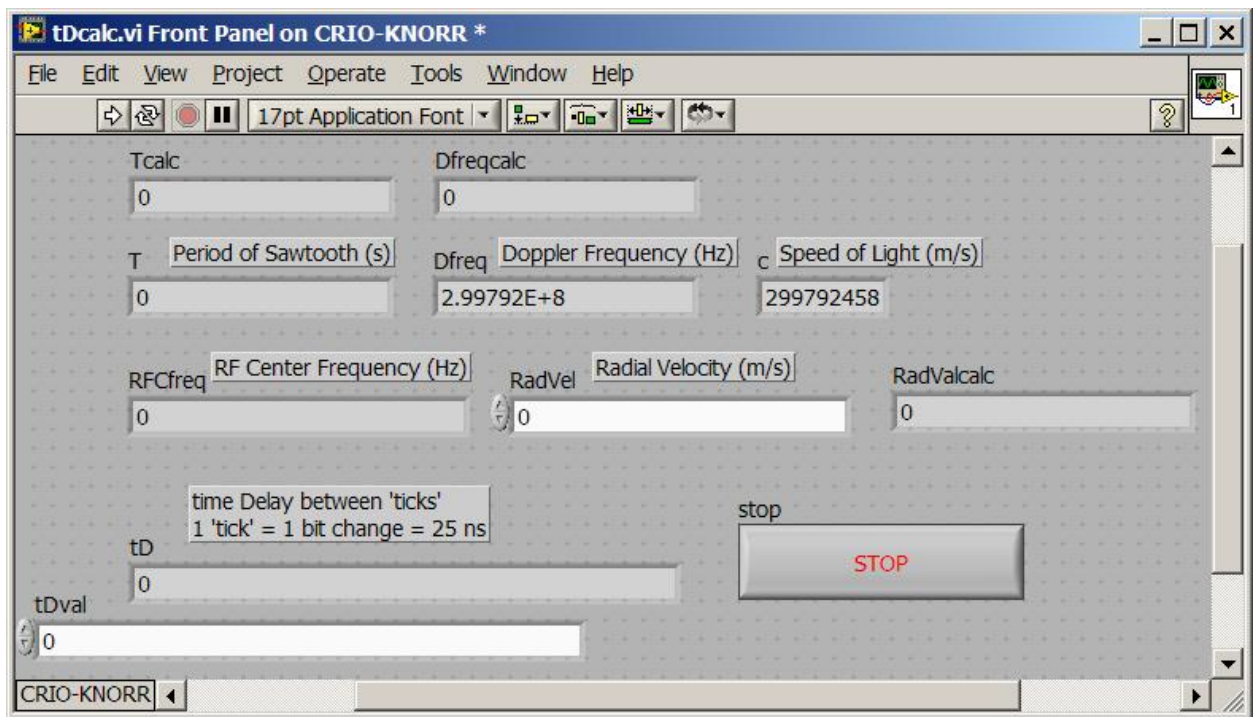 tDcalc.vi Front Panel on CRIO-KNORR *
File Edit View Project Operate Tools Window Help
17pt Application Font
?
1
Tcalc Dfreqcalc
0 0
T Period of Sawtooth (s) Dfreq Doppler Frequency (Hz) c Speed of Light (m/s)
0 2.99792E+8 299792458
RFCfreq RF Center Frequency (Hz) RadVel Radial Velocity (m/s) RadValcalc
0 0 0
time Delay between 'ticks'
1 'tick' = 1 bit change = 25 ns
stop
tD
STOP
0
tDval
0
CRIO-KNORR